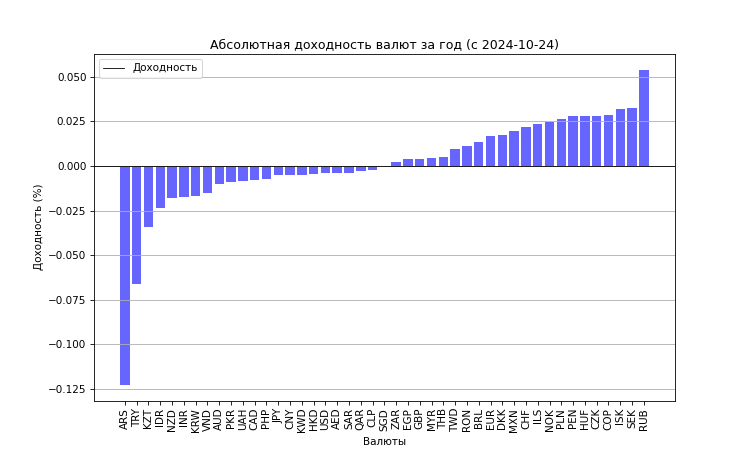 Абсолютная доходность валют за год (с 2024-10-24)
Доходность
0.050
0.025
0.000
−0.025
−0.050
−0.075
−0.100
−0.125
Доходность (%)
ARS TRY KZT IDR NZD INR KRW VND AUD PKR UAH CAD PHP JPY CNY KWD HKD USD AED SAR QAR CLP SGD ZAR EGP GBP MYR THB TWD RON BRL EUR DKK MXN CHF ILS NOK PLN PEN HUF CZK COP ISK SEK RUB
Валюты